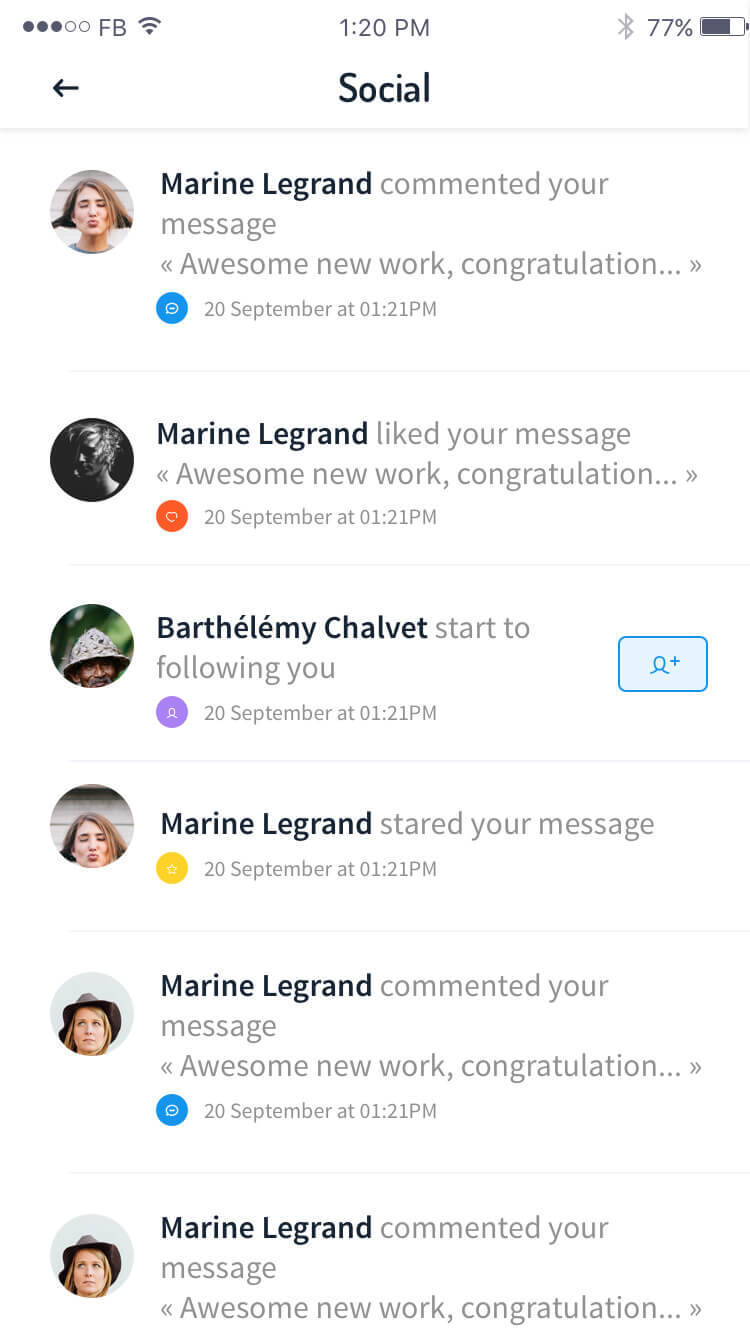 FB 1:20 PM 77%
Social
Marine Legrand commented your
message
« Awesome new work, congratulation... »
20 September at 01:21PM
Marine Legrand liked your message
« Awesome new work, congratulation... »
20 September at 01:21PM
Barthélémy Chalvet start to
following you
20 September at 01:21PM
Marine Legrand stared your message
20 September at 01:21PM
Marine Legrand commented your
message
« Awesome new work, congratulation... »
20 September at 01:21PM
Marine Legrand commented your
message
« Awesome new work, congratulation... »